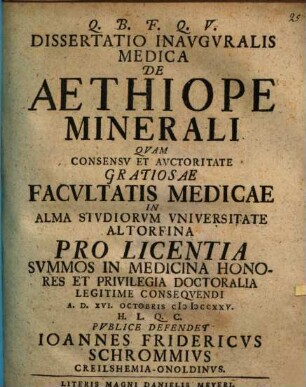 25
Q. B. F. Q. V.
DISSERTATIO INAVGVRALIS
MEDICA
DE
AETHIOPE
MINERALI
QVAM
CONSENSV ET AVCTORITATE
GRATIOSAE
FACVLTATIS MEDICAE
IN
ALMA STVDIORVM VNIVERSITATE
ALTORFINA
PRO LICENTIA
SVMMOS IN MEDICINA HONO-
RES ET PRIVILEGIA DOCTORALIA
LEGITIME CONSEQVENDI
A. D. XVI. OCTOBRIS CIƆ IƆCCXXV.
H. L. Q. C.
PVBLICE DEFENDET
IOANNES FRIDERICVS
SCHROMMIVS
CREILSHEMIA-ONOLDINVS.
LITERIS MAGNI DANIELIS MEYERI.